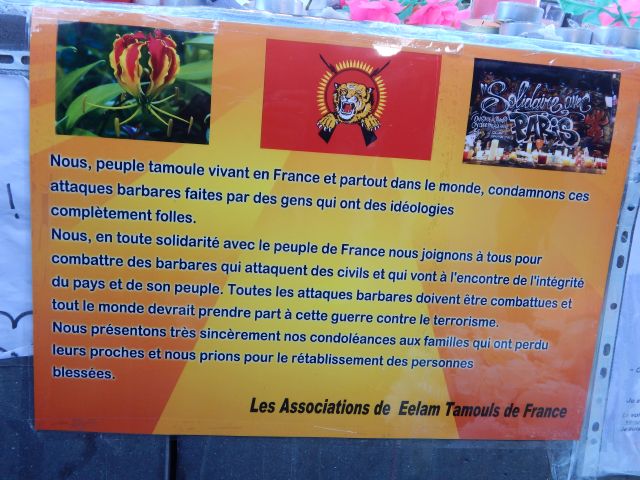 Solidaire avec
PARIS
Nous, peuple tamoule vivant en France et partout dans le monde, condamnons ces
attaques barbares faites par des gens qui ont des idéologies
complètement folles.
Nous, en toute solidarité avec le peuple de France nous joignons à tous pour
combattre des barbares qui attaquent des civils et qui vont à l'encontre de l'intégrité
du pays et de son peuple. Toutes les attaques barbares doivent être combattues et
tout le monde devrait prendre part à cette guerre contre le terrorisme.
Nous présentons très sincèrement nos condoléances aux familles qui ont perdu
leurs proches et nous prions pour le rétablissement des personnes
blessées.
Les Associations de Eelam Tamouls de France